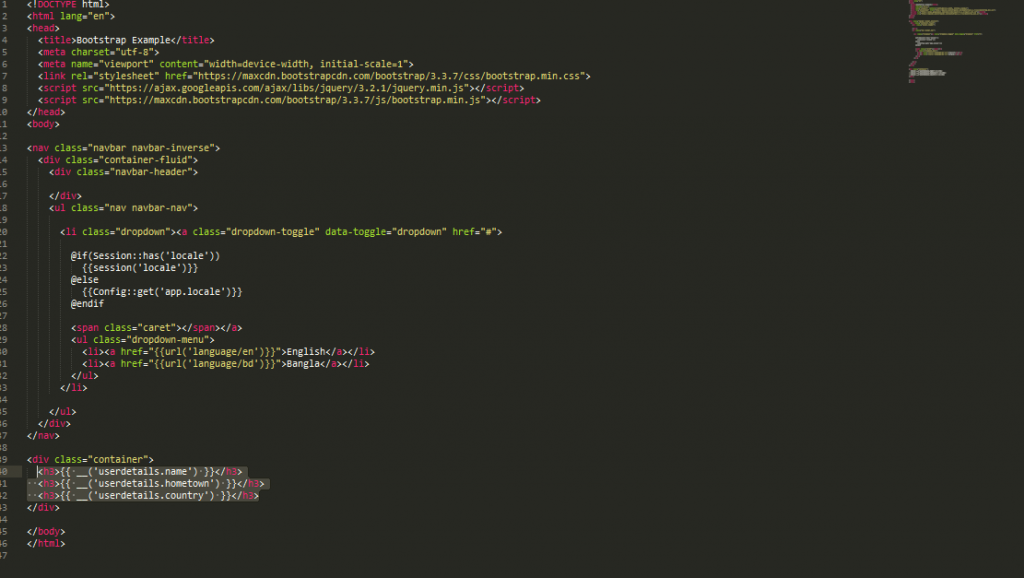 1 <!DOCTYPE html>
2 <html lang="en">
3 <head>
4 <title>Bootstrap Example</title>
5 <meta charset="utf-8">
6 <meta name="viewport" content="width=device-width, initial-scale=1">
7 <link rel="stylesheet" href="https://maxcdn.bootstrapcdn.com/bootstrap/3.3.7/css/bootstrap.min.css">
8 <script src="https://ajax.googleapis.com/ajax/libs/jquery/3.2.1/jquery.min.js"></script>
9 <script src="https://maxcdn.bootstrapcdn.com/bootstrap/3.3.7/js/bootstrap.min.js"></script>
10 </head>
11 <body>
12
13 <nav class="navbar navbar-inverse">
14 <div class="container-fluid">
15 <div class="navbar-header">
16
17 </div>
18 <ul class="nav navbar-nav">
19
20 <li class="dropdown"><a class="dropdown-toggle" data-toggle="dropdown" href="#">
21
22 @if(Session::has('locale'))
23 {{session('locale')}}
24 @else
25 {{Config::get('app.locale')}}
26 @endif
27
28 <span class="caret"></span></a>
29 <ul class="dropdown-menu">
30 <li><a href="{{url('language/en')}}">English</a></li>
31 <li><a href="{{url('language/bd')}}">Bangla</a></li>
32 </ul>
33 </li>
34
35 </ul>
36 </div>
37 </nav>
38
39 <div class="container">
40 <h3>{{ __('userdetails.name') }}</h3>
41 <h3>{{ __('userdetails.hometown') }}</h3>
42 <h3>{{ __('userdetails.country') }}</h3>
43 </div>
44
45 </body>
46 </html>
47